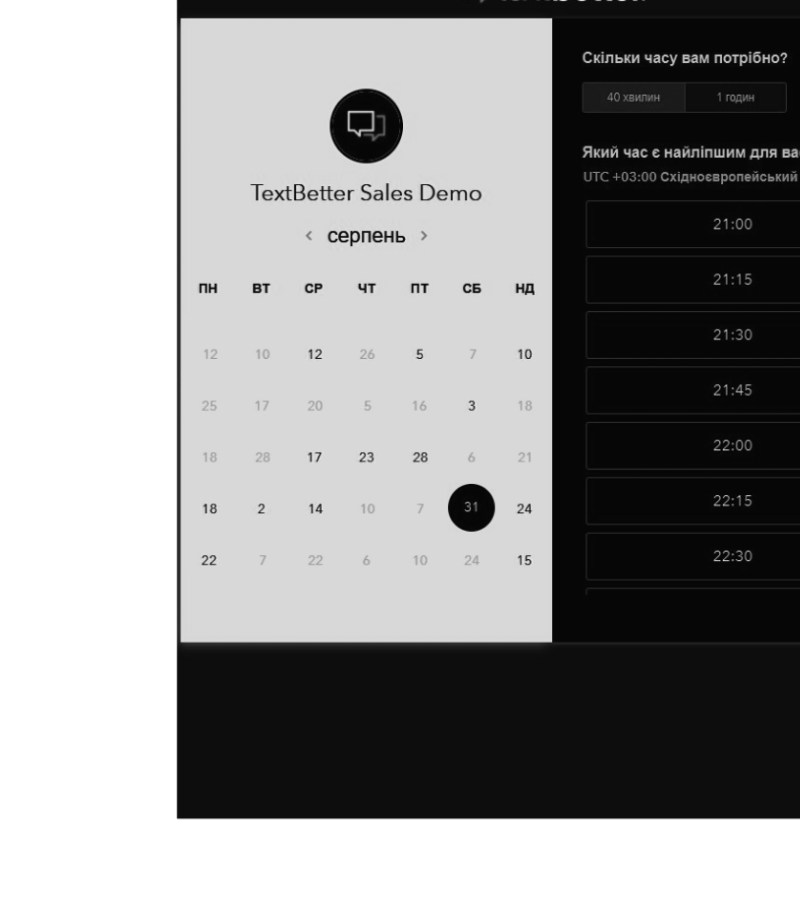 TextBetter Sales Demo
< серпень >
ПН ВТ СР ЧТ ПТ СБ НД
12 10 12 26 5 7 10
25 17 20 5 16 3 18
18 28 17 23 28 6 21
18 2 14 10 7 31 24
22 7 22 6 10 24 15
Скільки часу вам потрібно?
40 хвилин 1 годин
Який час є найліпшим для
UTC +03:00 Східноєвропейський
21:00
21:15
21:30
21:45
22:00
22:15
22:30